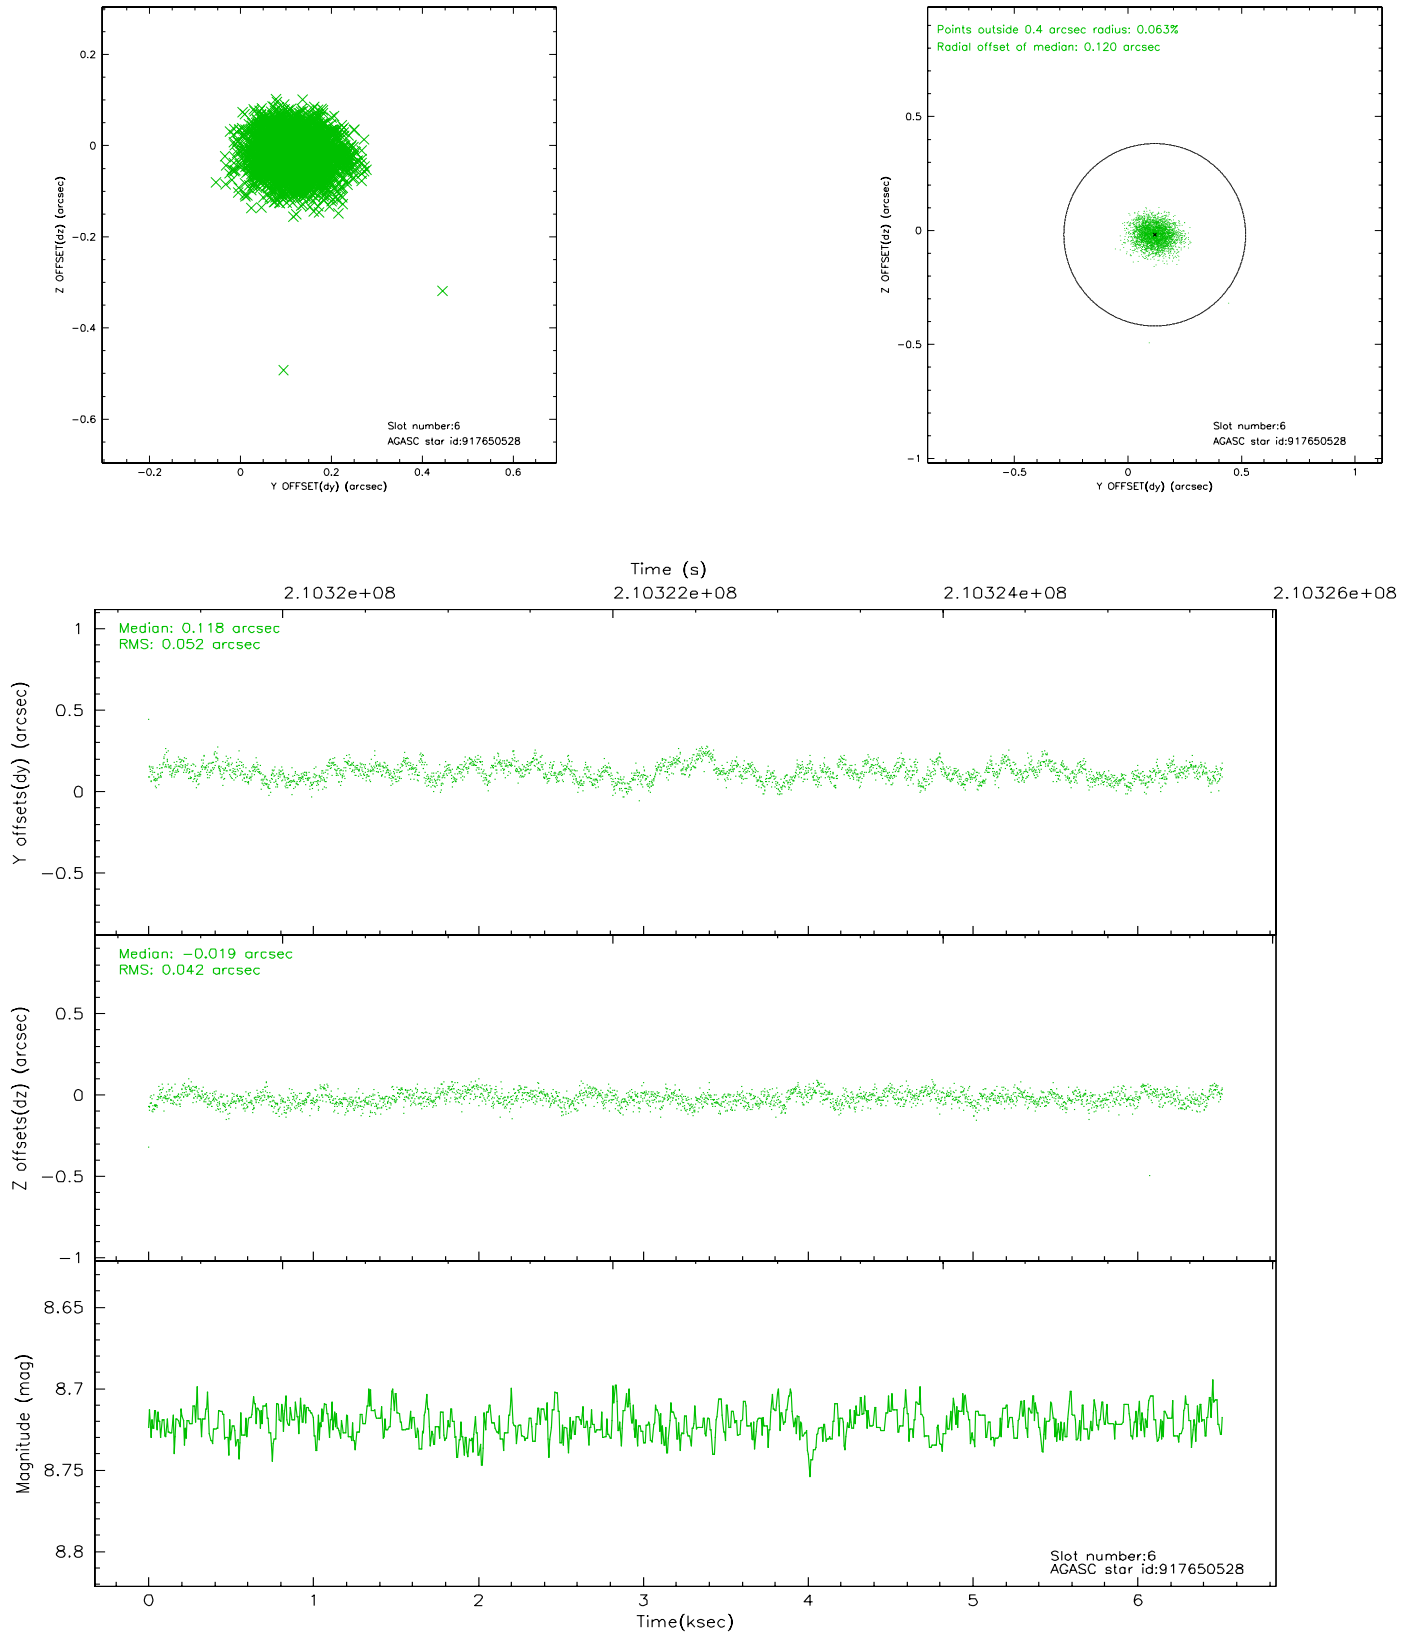 0.2
0
−0.2
−0.4
−0.6
Z OFFSET(dz) (arcsec)
Slot number:6
AGASC star id:917650528
−0.2 0 0.2 0.4 0.6
Y OFFSET(dy) (arcsec)
Points outside 0.4 arcsec radius: 0.063%
Radial offset of median: 0.120 arcsec
0.5
0
−0.5
−1
Z OFFSET(dz) (arcsec)
Slot number:6
AGASC star id:917650528
−0.5 0 0.5 1
Y OFFSET(dy) (arcsec)
Time (s)
2.1032e+08 2.10322e+08 2.10324e+08 2.10326e+08
Median: 0.118 arcsec
RMS: 0.052 arcsec
1
0.5
0
−0.5
Y offsets(dy) (arcsec)
Median: −0.019 arcsec
RMS: 0.042 arcsec
0.5
0
−0.5
−1
Z offsets(dz) (arcsec)
8.65
8.7
8.75
8.8
Magnitude (mag)
Slot number:6
AGASC star id:917650528
0 1 2 3 4 5 6
Time(ksec)